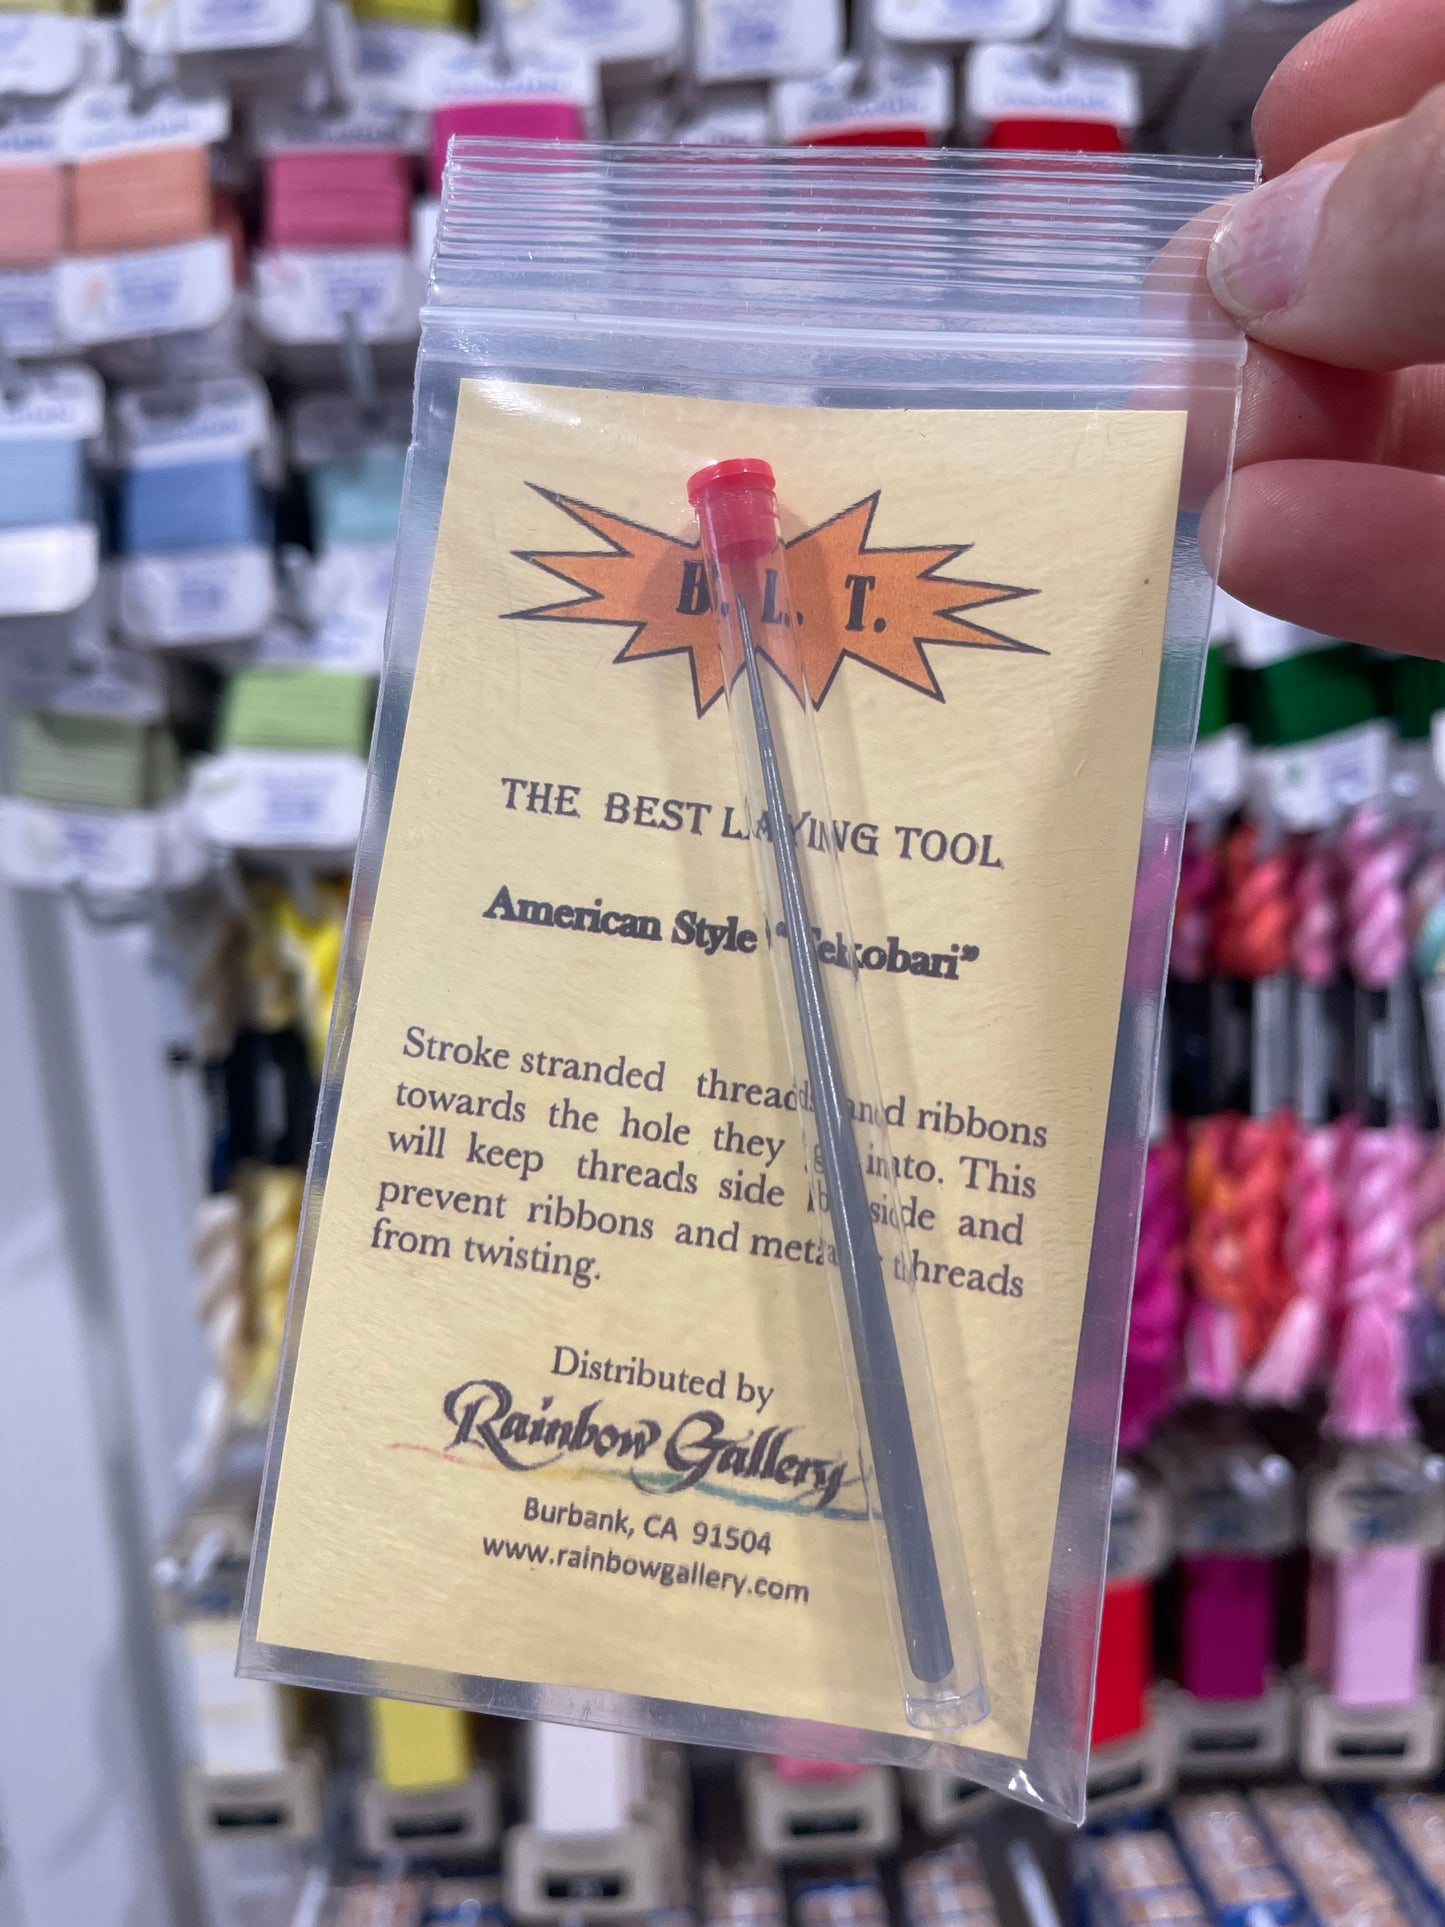 B. L. T.
THE BEST LAYING TOOL
American Style "Tekobari"
Stroke stranded threads and ribbons
towards the hole they go into. This
will keep threads side by side and
prevent ribbons and metallic threads
from twisting.
Distributed by
Rainbow Gallery
Burbank, CA 91504
www.rainbowgallery.com